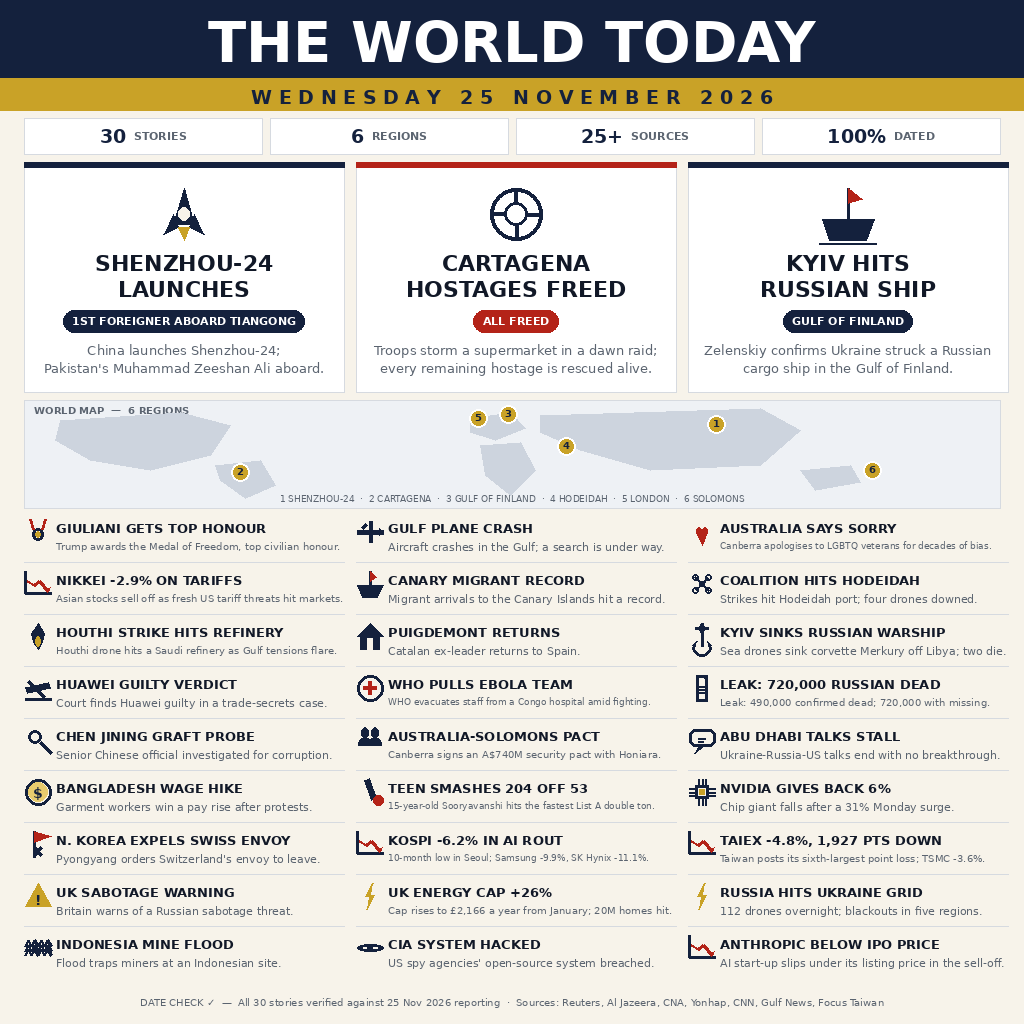 THE WORLD TODAY
WEDNESDAY 25 NOVEMBER 2026
30 STORIES
6 REGIONS
25+ SOURCES
100% DATED
SHENZHOU-24
LAUNCHES
1ST FOREIGNER ABOARD TIANGONG
China launches Shenzhou-24;
Pakistan's Muhammad Zeeshan Ali aboard.
CARTAGENA
HOSTAGES FREED
ALL FREED
Troops storm a supermarket in a dawn raid;
every remaining hostage is rescued alive.
KYIV HITS
RUSSIAN SHIP
GULF OF FINLAND
Zelenskiy confirms Ukraine struck a Russian
cargo ship in the Gulf of Finland.
WORLD MAP — 6 REGIONS
5
3
1
4
2
6
1 SHENZHOU-24 · 2 CARTAGENA · 3 GULF OF FINLAND · 4 HODEIDAH · 5 LONDON · 6 SOLOMONS
GIULIANI GETS TOP HONOUR
Trump awards the Medal of Freedom, top civilian honour.
GULF PLANE CRASH
Aircraft crashes in the Gulf; a search is under way.
AUSTRALIA SAYS SORRY
Canberra apologises to LGBTQ veterans for decades of bias.
NIKKEI -2.9% ON TARIFFS
Asian stocks sell off as fresh US tariff threats hit markets.
CANARY MIGRANT RECORD
Migrant arrivals to the Canary Islands hit a record.
COALITION HITS HODEIDAH
Strikes hit Hodeidah port; four drones downed.
HOUTHI STRIKE HITS REFINERY
Houthi drone hits a Saudi refinery as Gulf tensions flare.
PUIGDEMONT RETURNS
Catalan ex-leader returns to Spain.
KYIV SINKS RUSSIAN WARSHIP
Sea drones sink corvette Merkury off Libya; two die.
HUAWEI GUILTY VERDICT
Court finds Huawei guilty in a trade-secrets case.
WHO PULLS EBOLA TEAM
WHO evacuates staff from a Congo hospital amid fighting.
LEAK: 720,000 RUSSIAN DEAD
Leak: 490,000 confirmed dead; 720,000 with missing.
CHEN JINING GRAFT PROBE
Senior Chinese official investigated for corruption.
AUSTRALIA-SOLOMONS PACT
Canberra signs an A$740M security pact with Honiara.
ABU DHABI TALKS STALL
Ukraine-Russia-US talks end with no breakthrough.
$
BANGLADESH WAGE HIKE
Garment workers win a pay rise after protests.
TEEN SMASHES 204 OFF 53
15-year-old Sooryavanshi hits the fastest List A double ton.
NVIDIA GIVES BACK 6%
Chip giant falls after a 31% Monday surge.
N. KOREA EXPELS SWISS ENVOY
Pyongyang orders Switzerland's envoy to leave.
KOSPI -6.2% IN AI ROUT
10-month low in Seoul; Samsung -9.9%, SK Hynix -11.1%.
TAIEX -4.8%, 1,927 PTS DOWN
Taiwan posts its sixth-largest point loss; TSMC -3.6%.
!
UK SABOTAGE WARNING
Britain warns of a Russian sabotage threat.
UK ENERGY CAP +26%
Cap rises to £2,166 a year from January; 20M homes hit.
RUSSIA HITS UKRAINE GRID
112 drones overnight; blackouts in five regions.
INDONESIA MINE FLOOD
Flood traps miners at an Indonesian site.
CIA SYSTEM HACKED
US spy agencies' open-source system breached.
ANTHROPIC BELOW IPO PRICE
AI start-up slips under its listing price in the sell-off.
DATE CHECK ✓ — All 30 stories verified against 25 Nov 2026 reporting · Sources: Reuters, Al Jazeera, CNA, Yonhap, CNN, Gulf News, Focus Taiwan